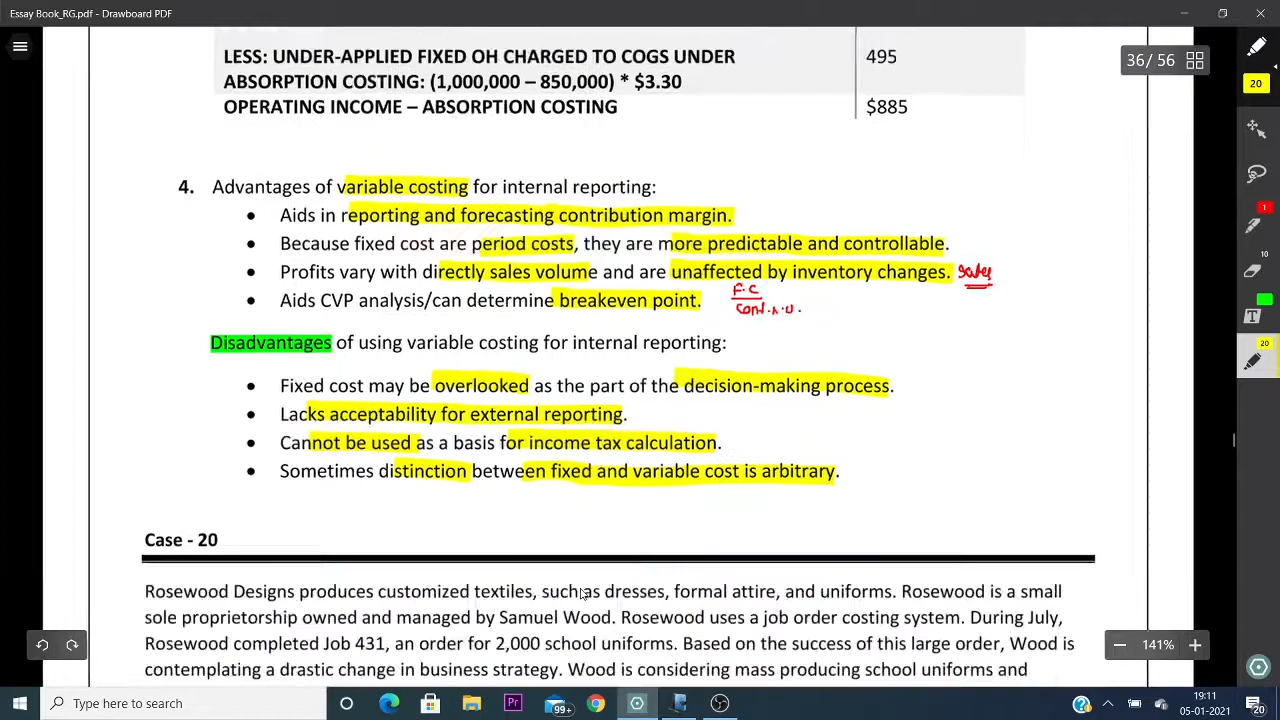 Essay Book_RG.pdf - Drawboard PDF
LESS: UNDER-APPLIED FIXED OH CHARGED TO COGS UNDER 495
ABSORPTION COSTING: (1,000,000 – 850,000) * $3.30
OPERATING INCOME – ABSORPTION COSTING $885
36/ 56
20
4. Advantages of variable costing for internal reporting:
• Aids in reporting and forecasting contribution margin.
1
• Because fixed cost are period costs, they are more predictable and controllable.
10
• Profits vary with directly sales volume and are unaffected by inventory changes. Sales
• Aids CVP analysis/can determine breakeven point. F.C
T
20
Disadvantages of using variable costing for internal reporting:
• Fixed cost may be overlooked as the part of the decision-making process.
• Lacks acceptability for external reporting.
• Cannot be used as a basis for income tax calculation.
• Sometimes distinction between fixed and variable cost is arbitrary.
Case - 20
Rosewood Designs produces customized textiles, suchas dresses, formal attire, and uniforms. Rosewood is a small
sole proprietorship owned and managed by Samuel Wood. Rosewood uses a job order costing system. During July,
Rosewood completed Job 431, an order for 2,000 school uniforms. Based on the success of this large order, Wood is
contemplating a drastic change in business strategy. Wood is considering mass producing school uniforms and
141%
Type here to search
Pr
99+
19:11
05-01-2021